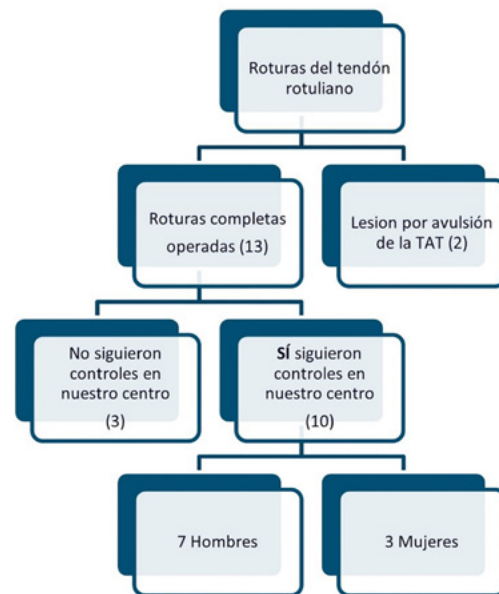 Roturas del tendón
rotuliano
Roturas completas
operadas (13)
Lesion por avulsión
de la TAT (2)
No siguieron
controles en
nuestro centro
(3)
SÍ siguieron
controles en
nuestro centro
(10)
7 Hombres
3 Mujeres